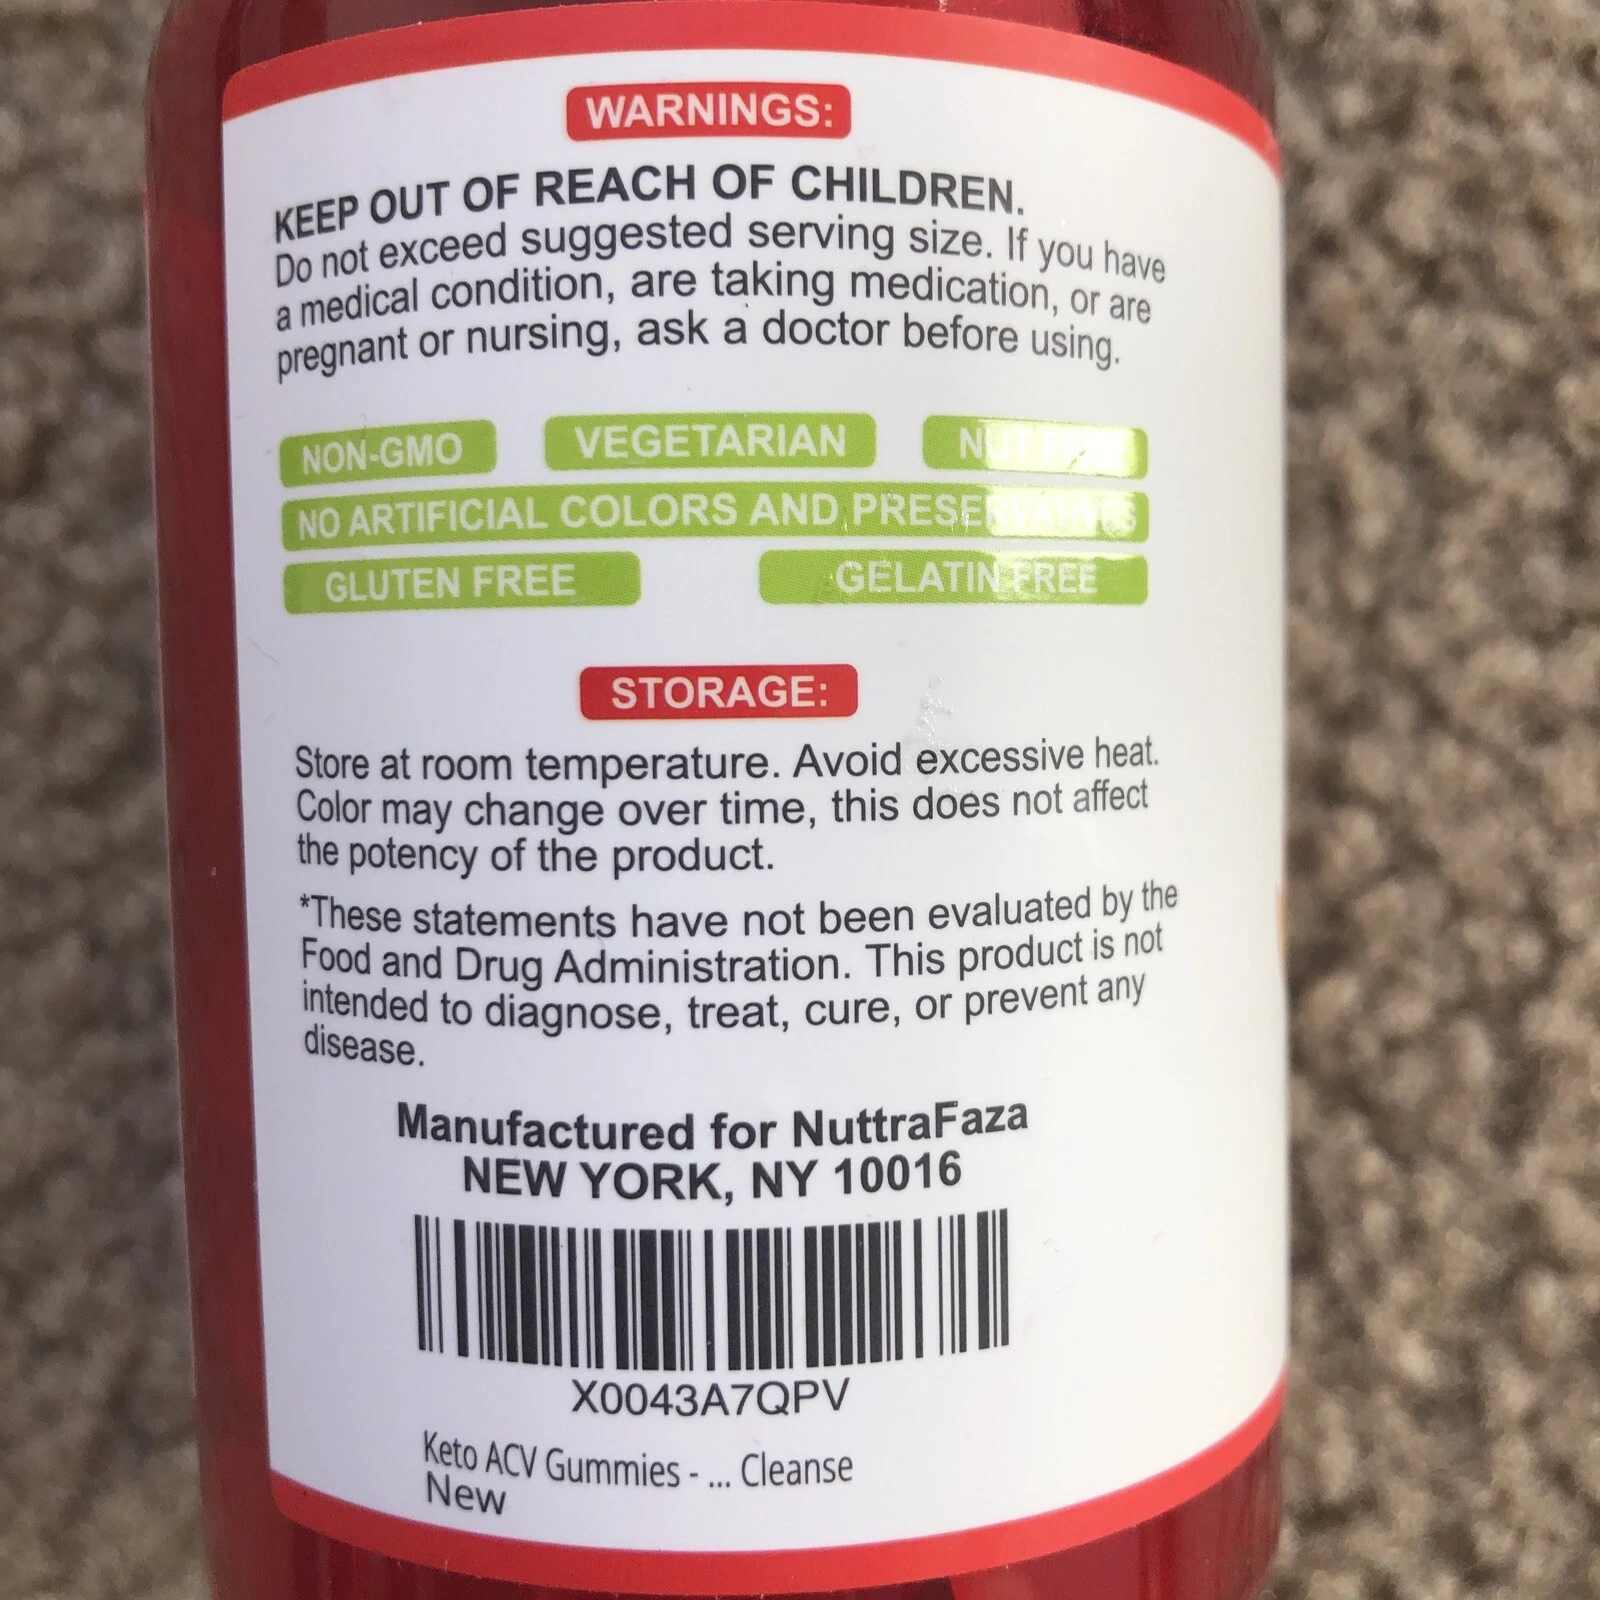 WARNINGS:
KEEP OUT OF REACH OF CHILDREN.
Do not exceed suggested serving size. If you have
a medical condition, are taking medication, or are
pregnant or nursing, ask a doctor before using.
NON-GMO VEGETARIAN NUT FREE
NO ARTIFICIAL COLORS AND PRESERVATIVES
GLUTEN FREE GELATIN FREE
STORAGE:
Store at room temperature. Avoid excessive heat.
Color may change over time, this does not affect
the potency of the product.
*These statements have not been evaluated by the
Food and Drug Administration. This product is not
intended to diagnose, treat, cure, or prevent any
disease.
Manufactured for NuttraFaza
NEW YORK, NY 10016
X0043A7QPV
Keto ACV Gummies - ... Cleanse
New